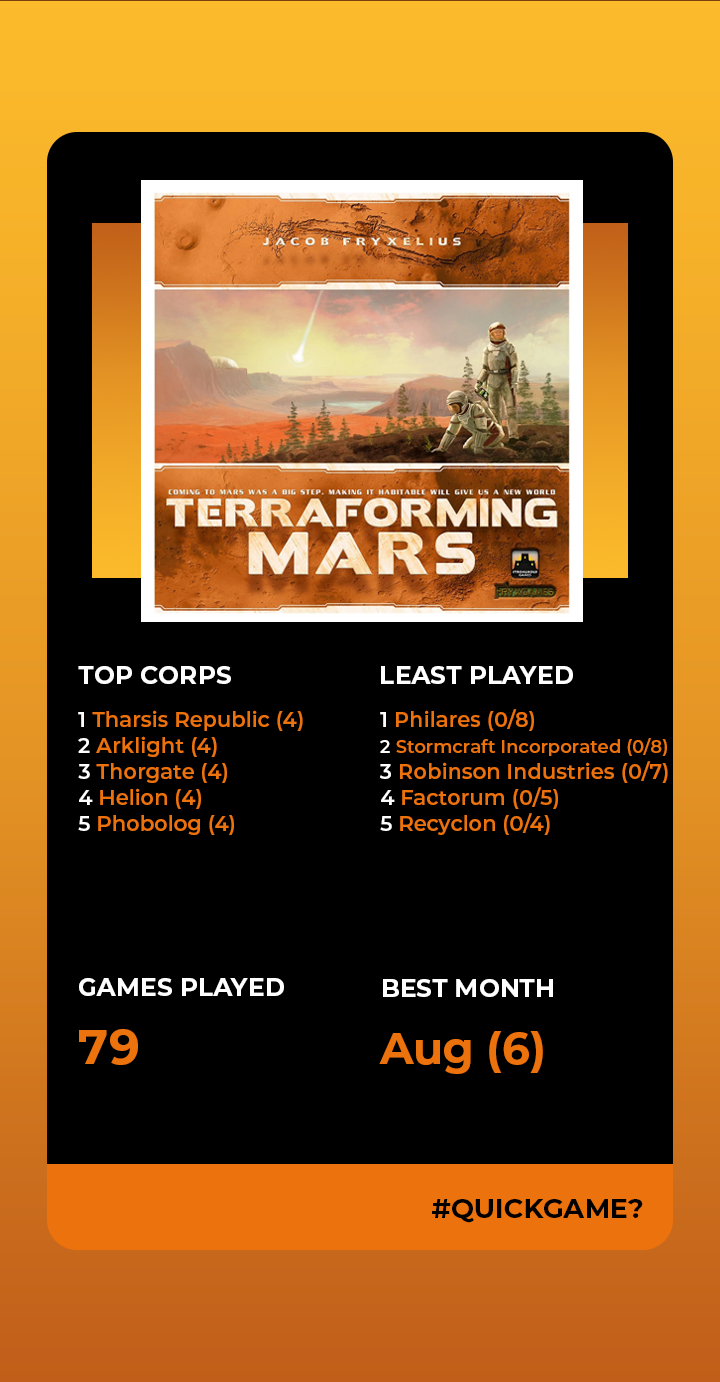 JACOB FRYXELIUS
COMING TO MARS WAS A BIG STEP. MAKING IT HABITABLE WILL GIVE US A NEW WORLD
TERRAFORMING
MARS
TOP CORPS
1 Tharsis Republic (4)
2 Arklight (4)
3 Thorgate (4)
4 Helion (4)
5 Phobolog (4)
LEAST PLAYED
1 Philares (0/8)
2 Stormcraft Incorporated (0/8)
3 Robinson Industries (0/7)
4 Factorum (0/5)
5 Recyclon (0/4)
GAMES PLAYED
79
BEST MONTH
Aug (6)
#QUICKGAME?